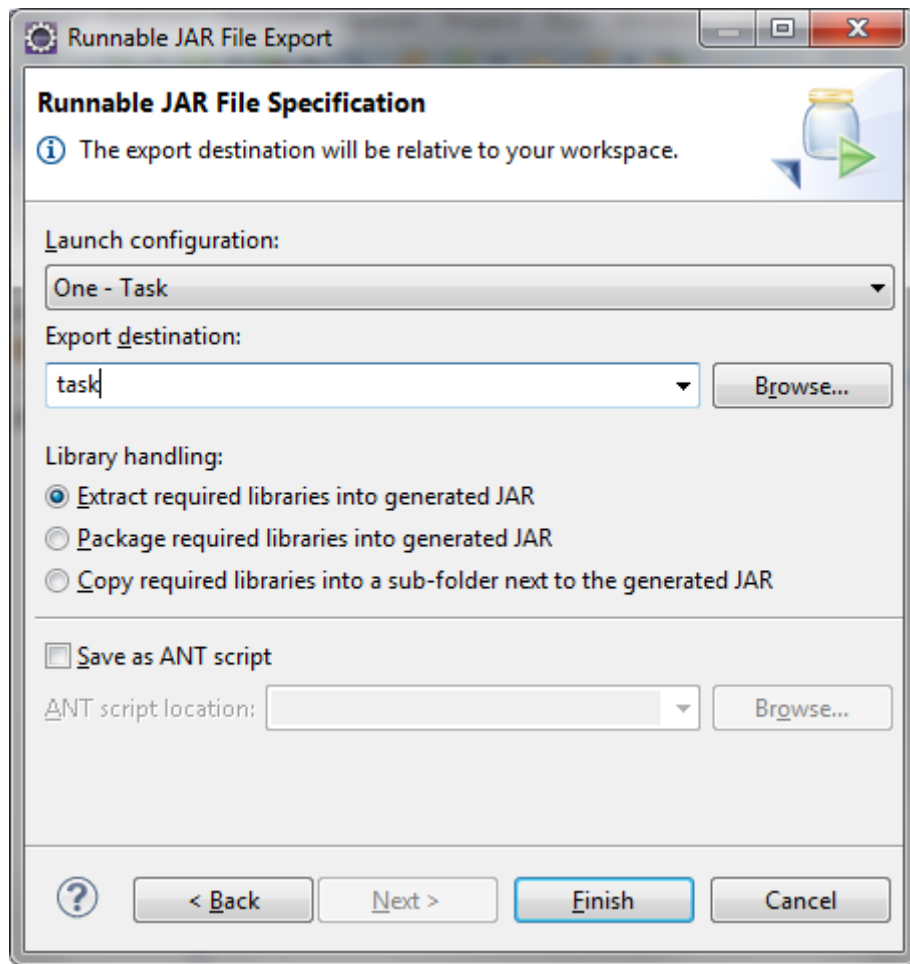 Runnable JAR File Export
Runnable JAR File Specification
The export destination will be relative to your workspace.
Launch configuration:
One - Task
Export destination:
task
Browse...
Library handling:
Extract required libraries into generated JAR
Package required libraries into generated JAR
Copy required libraries into a sub-folder next to the generated JAR
Save as ANT script
ANT script location:
Browse...
< Back
Next >
Finish
Cancel